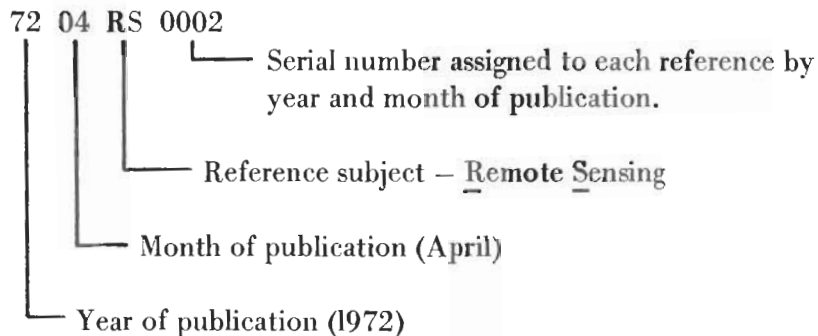 72 04 RS 0002
Serial number assigned to each reference by
year and month of publication.
Reference subject – Remote Sensing
Month of publication (April)
Year of publication (1972)